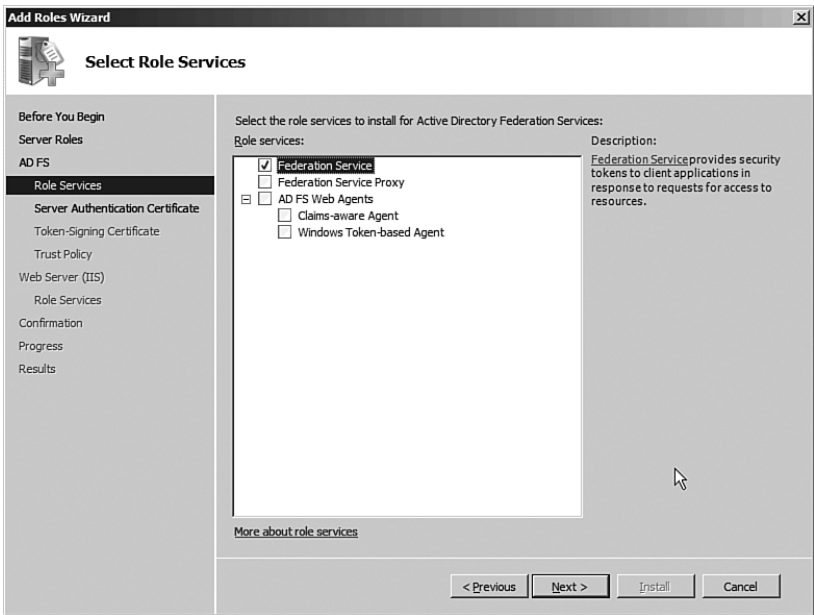 Add Roles Wizard
Select Role Services
Before You Begin
Server Roles
AD FS
Role Services
Server Authentication Certificate
Token-Signing Certificate
Trust Policy
Web Server (IIS)
Role Services
Confirmation
Progress
Results
Select the role services to install for Active Directory Federation Services:
Role services:
Federation Service
Federation Service Proxy
AD FS Web Agents
Claims-aware Agent
Windows Token-based Agent
More about role services
Description:
Federation Service provides security
tokens to client applications in
response to requests for access to
resources.
< Previous
Next >
Install
Cancel